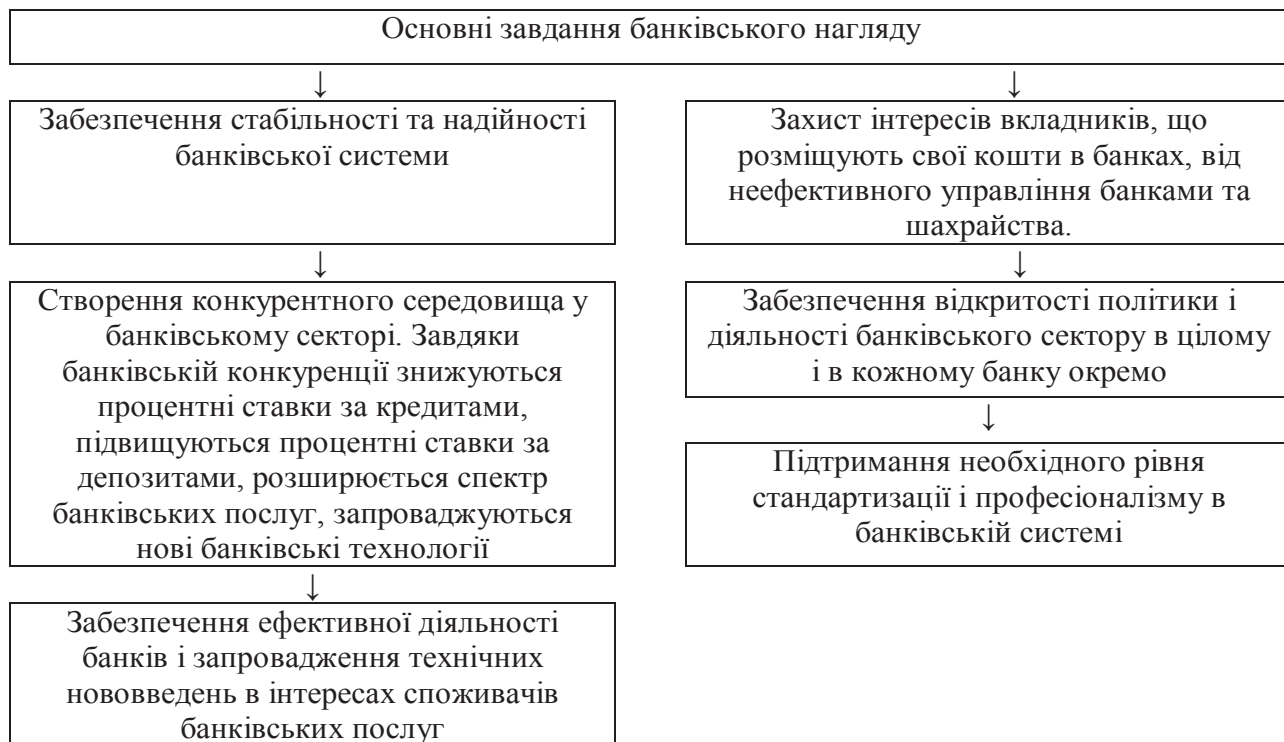 Основні завдання банківського нагляду
↓
↓
Забезпечення стабільності та надійності
банківської системи
Захист інтересів вкладників, що
розміщують свої кошти в банках, від
неефективного управління банками та
шахрайства.
↓
↓
Створення конкурентного середовища у
банківському секторі. Завдяки
банківській конкуренції знижуються
процентні ставки за кредитами,
підвищуються процентні ставки за
депозитами, розширюється спектр
банківських послуг, запроваджуються
нові банківські технології
Забезпечення відкритості політики і
діяльності банківського сектору в цілому
і в кожному банку окремо
↓
Підтримання необхідного рівня
стандартизації і професіоналізму в
банківській системі
↓
Забезпечення ефективної діяльності
банків і запровадження технічних
нововведень в інтересах споживачів
банківських послуг